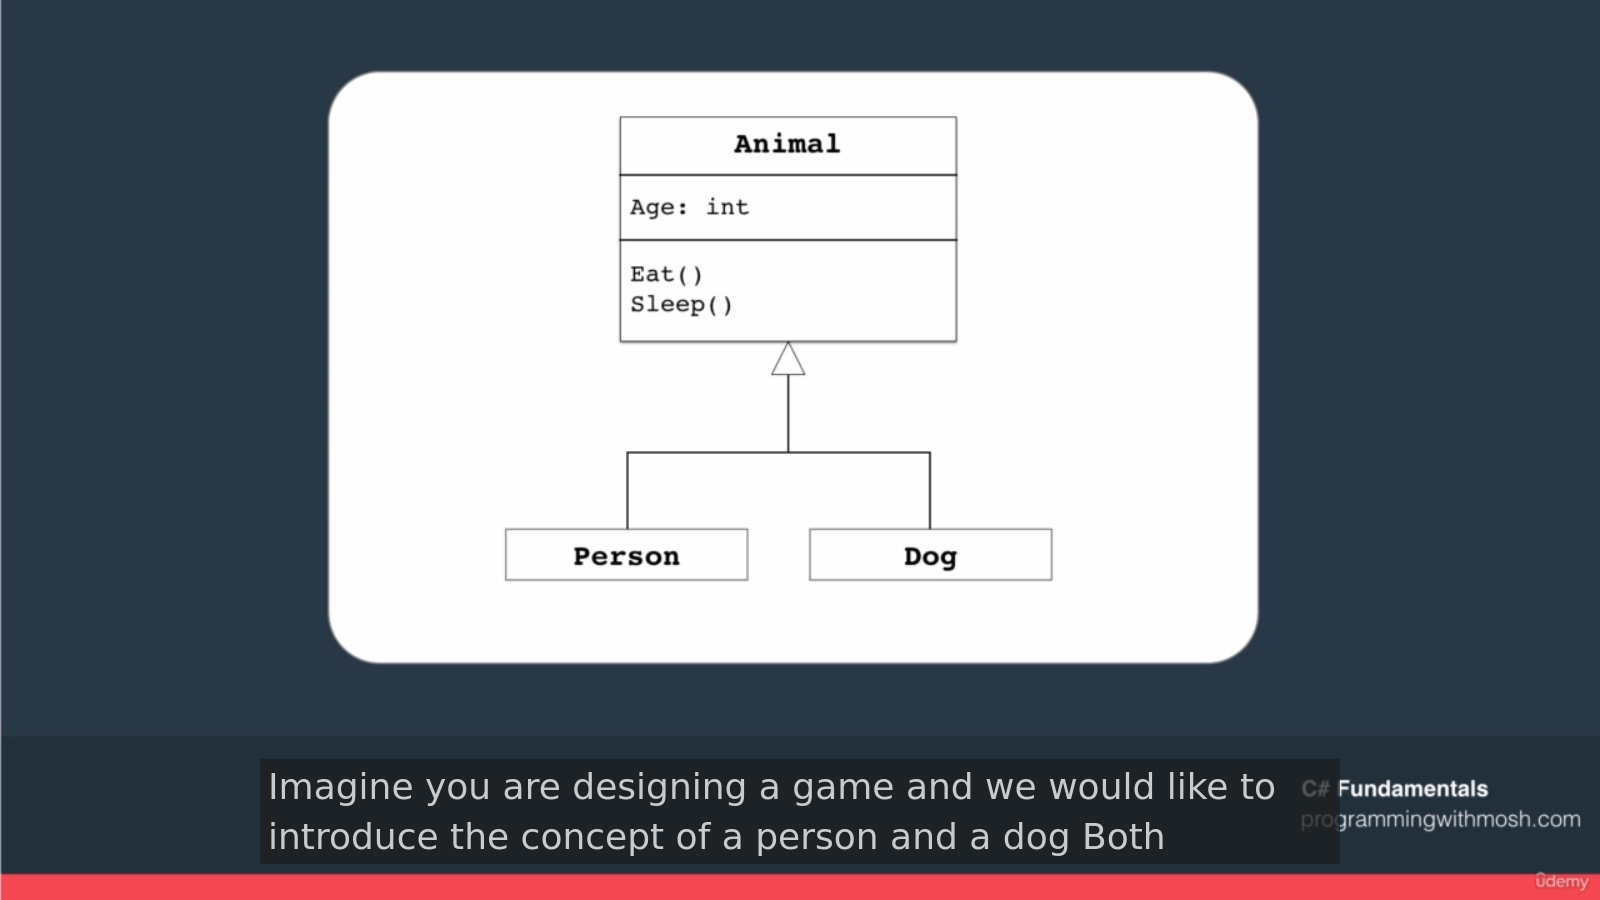 Animal
Age: int
Eat()
Sleep()
Person
Dog
Imagine you are designing a game and we would like to
introduce the concept of a person and a dog Both
C# Fundamentals
programmingwithmosh.com
ûdemy